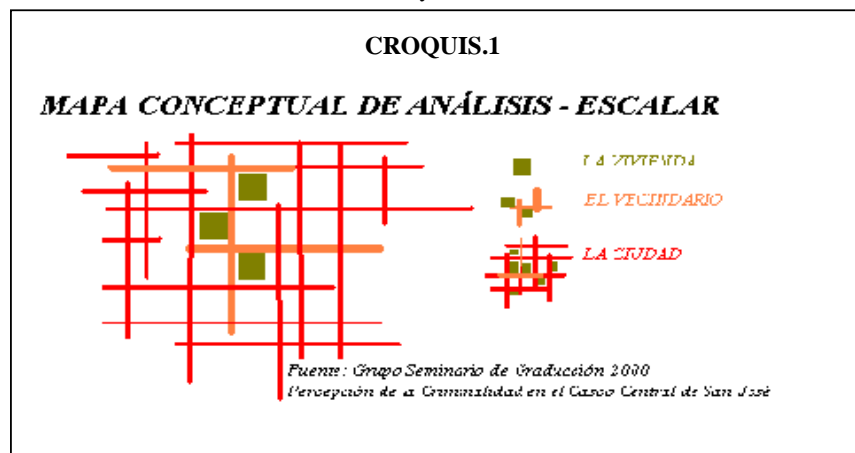 CROQUIS.1
MAPA CONCEPTUAL DE ANÁLISIS - ESCALAR
LA VIVIENDA
EL VECINDARIO
LA CIUDAD
Fuente: Grupo Seminario de Graducción 2000
Percepción de la Criminalidad en el Casco Central de San José